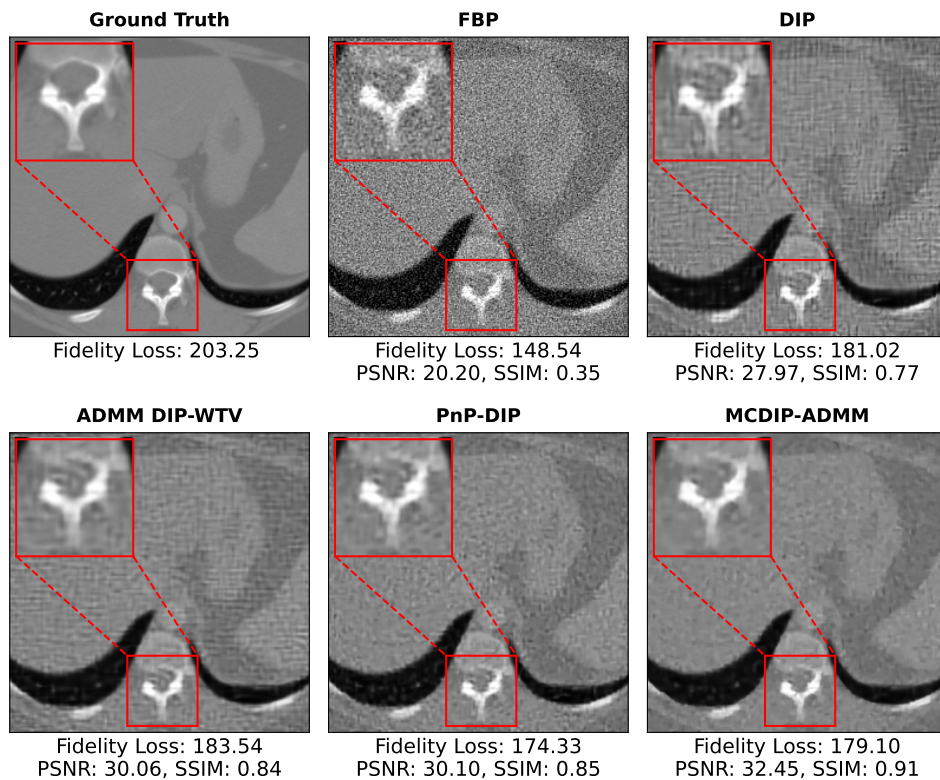 Ground Truth
FBP
DIP
Fidelity Loss: 203.25
Fidelity Loss: 148.54
PSNR: 20.20, SSIM: 0.35
Fidelity Loss: 181.02
PSNR: 27.97, SSIM: 0.77
ADMM DIP-WTV
PnP-DIP
MCDIP-ADMM
Fidelity Loss: 183.54
PSNR: 30.06, SSIM: 0.84
Fidelity Loss: 174.33
PSNR: 30.10, SSIM: 0.85
Fidelity Loss: 179.10
PSNR: 32.45, SSIM: 0.91